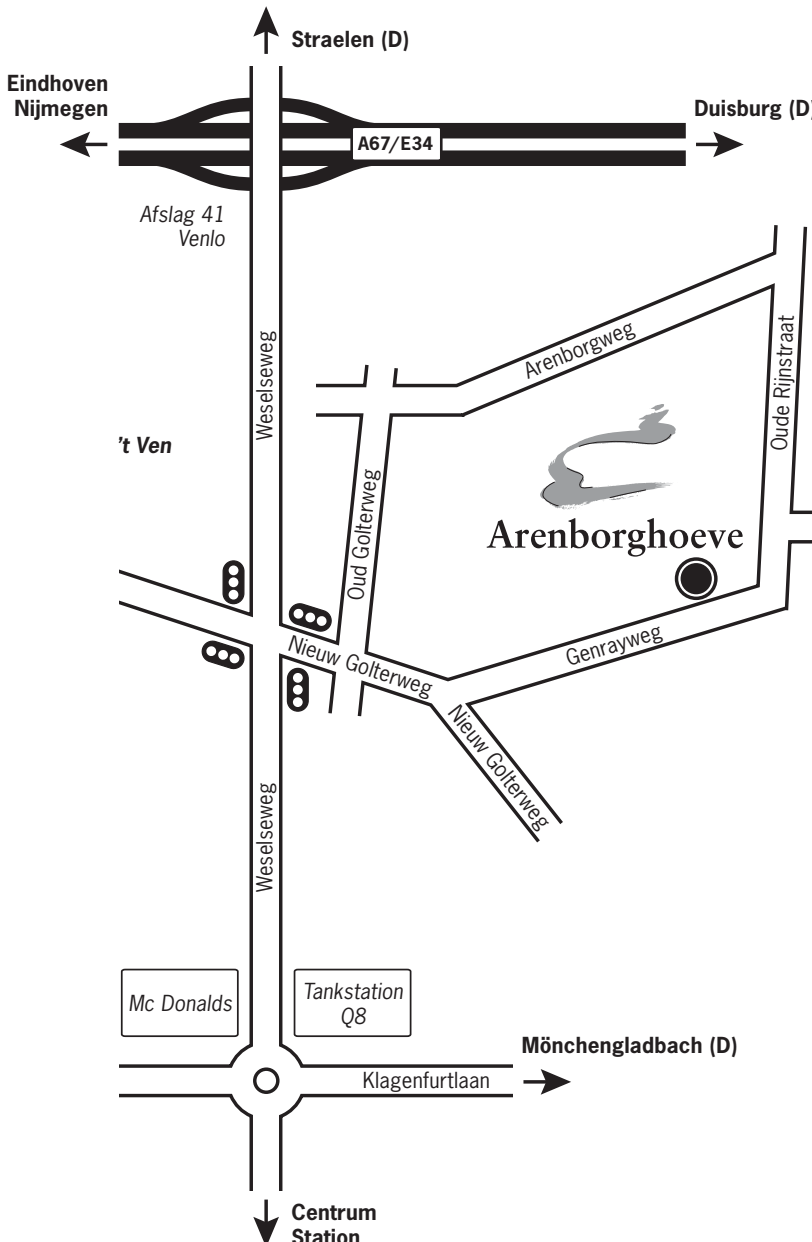 Straelen (D)
Eindhoven
Nijmegen
Duisburg (D)
A67/E34
Afslag 41
Venlo
Weselseweg
Arenborgweg
Oude Rijnstraat
't Ven
Oud Golterweg
Arenborghoeve
Nieuw Golterweg
Genrayweg
Nieuw Golterweg
Weselseweg
Mc Donalds
Tankstation
Q8
Mönchengladbach (D)
Klagenfurtlaan
Centrum
Station